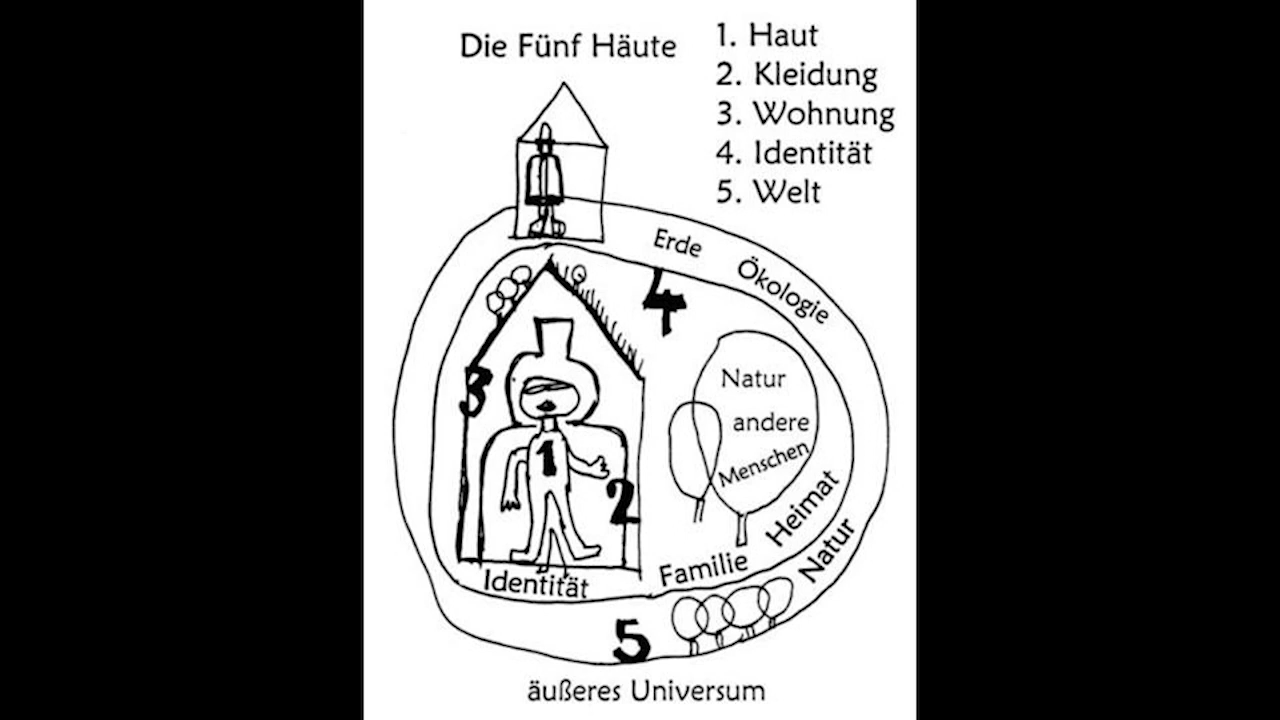 Die Fünf Häute
1. Haut
2. Kleidung
3. Wohnung
4. Identität
5. Welt
Erde
Ökologie
4
Natur
andere
Menschen
3
1
2
Heimat
Natur
Familie
Identität
5
äußeres Universum